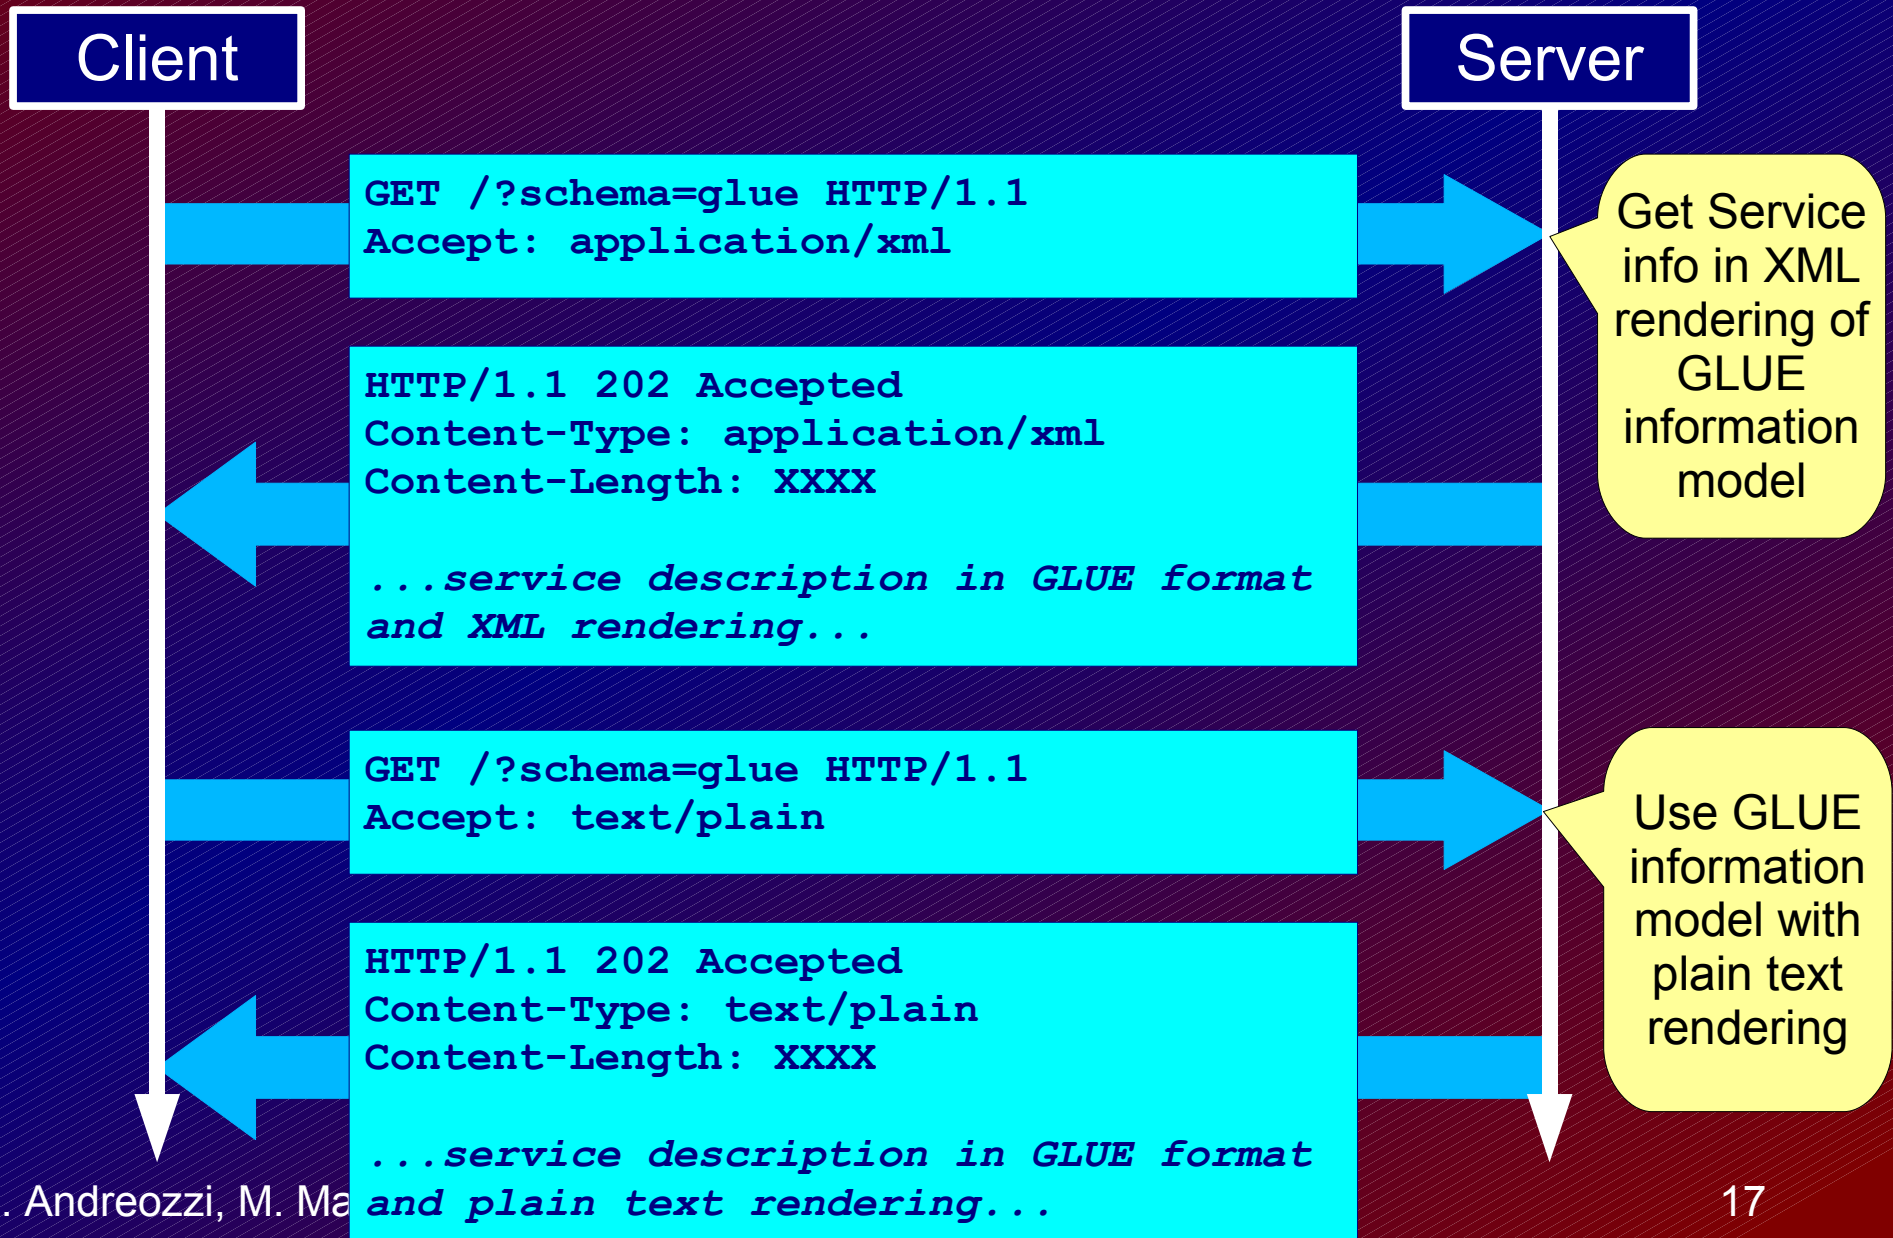 Client
Server
GET /?schema=glue HTTP/1.1
Accept: application/xml
Get Service
info in XML
rendering of
GLUE
information
model
HTTP/1.1 202 Accepted
Content-Type: application/xml
Content-Length: XXXX
...service description in GLUE format
and XML rendering...
GET /?schema=glue HTTP/1.1
Accept: text/plain
Use GLUE
information
model with
plain text
rendering
HTTP/1.1 202 Accepted
Content-Type: text/plain
Content-Length: XXXX
...service description in GLUE format
and plain text rendering...
. Andreozzi, M. Ma
17